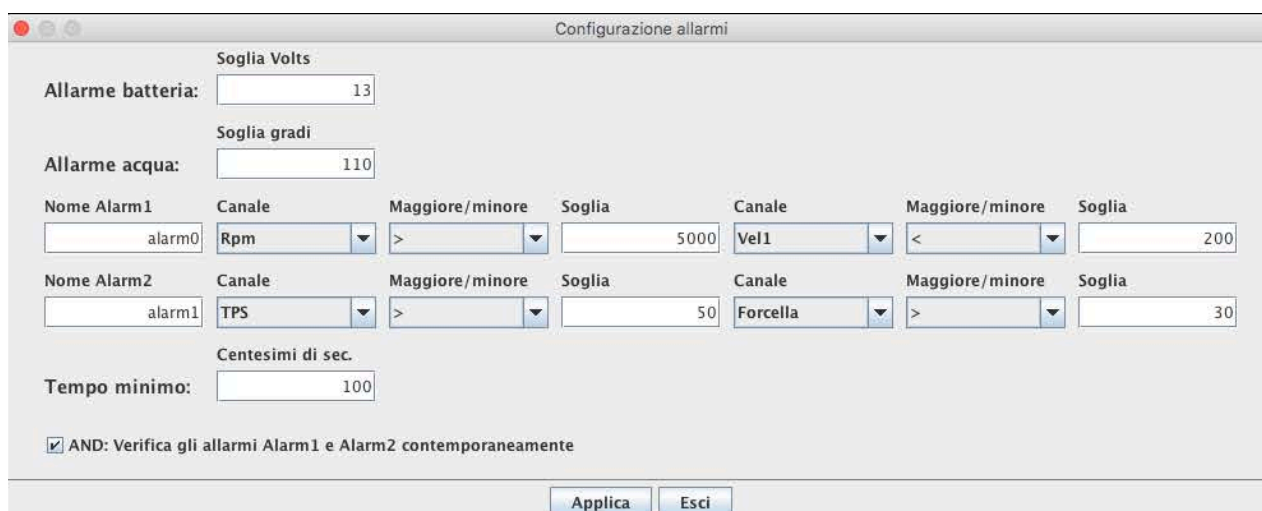 Configurazione allarmi
Soglia Volts
Allarme batteria: 13
Soglia gradi
Allarme acqua: 110
Nome Alarm1 Canale Maggiore/minore Soglia Canale Maggiore/minore Soglia
alarm0 Rpm > 5000 Vel1 < 200
Nome Alarm2 Canale Maggiore/minore Soglia Canale Maggiore/minore Soglia
alarm1 TPS > 50 Forcella > 30
Centesimi di sec.
Tempo minimo: 100
AND: Verifica gli allarmi Alarm1 e Alarm2 contemporaneamente
Applica Esci